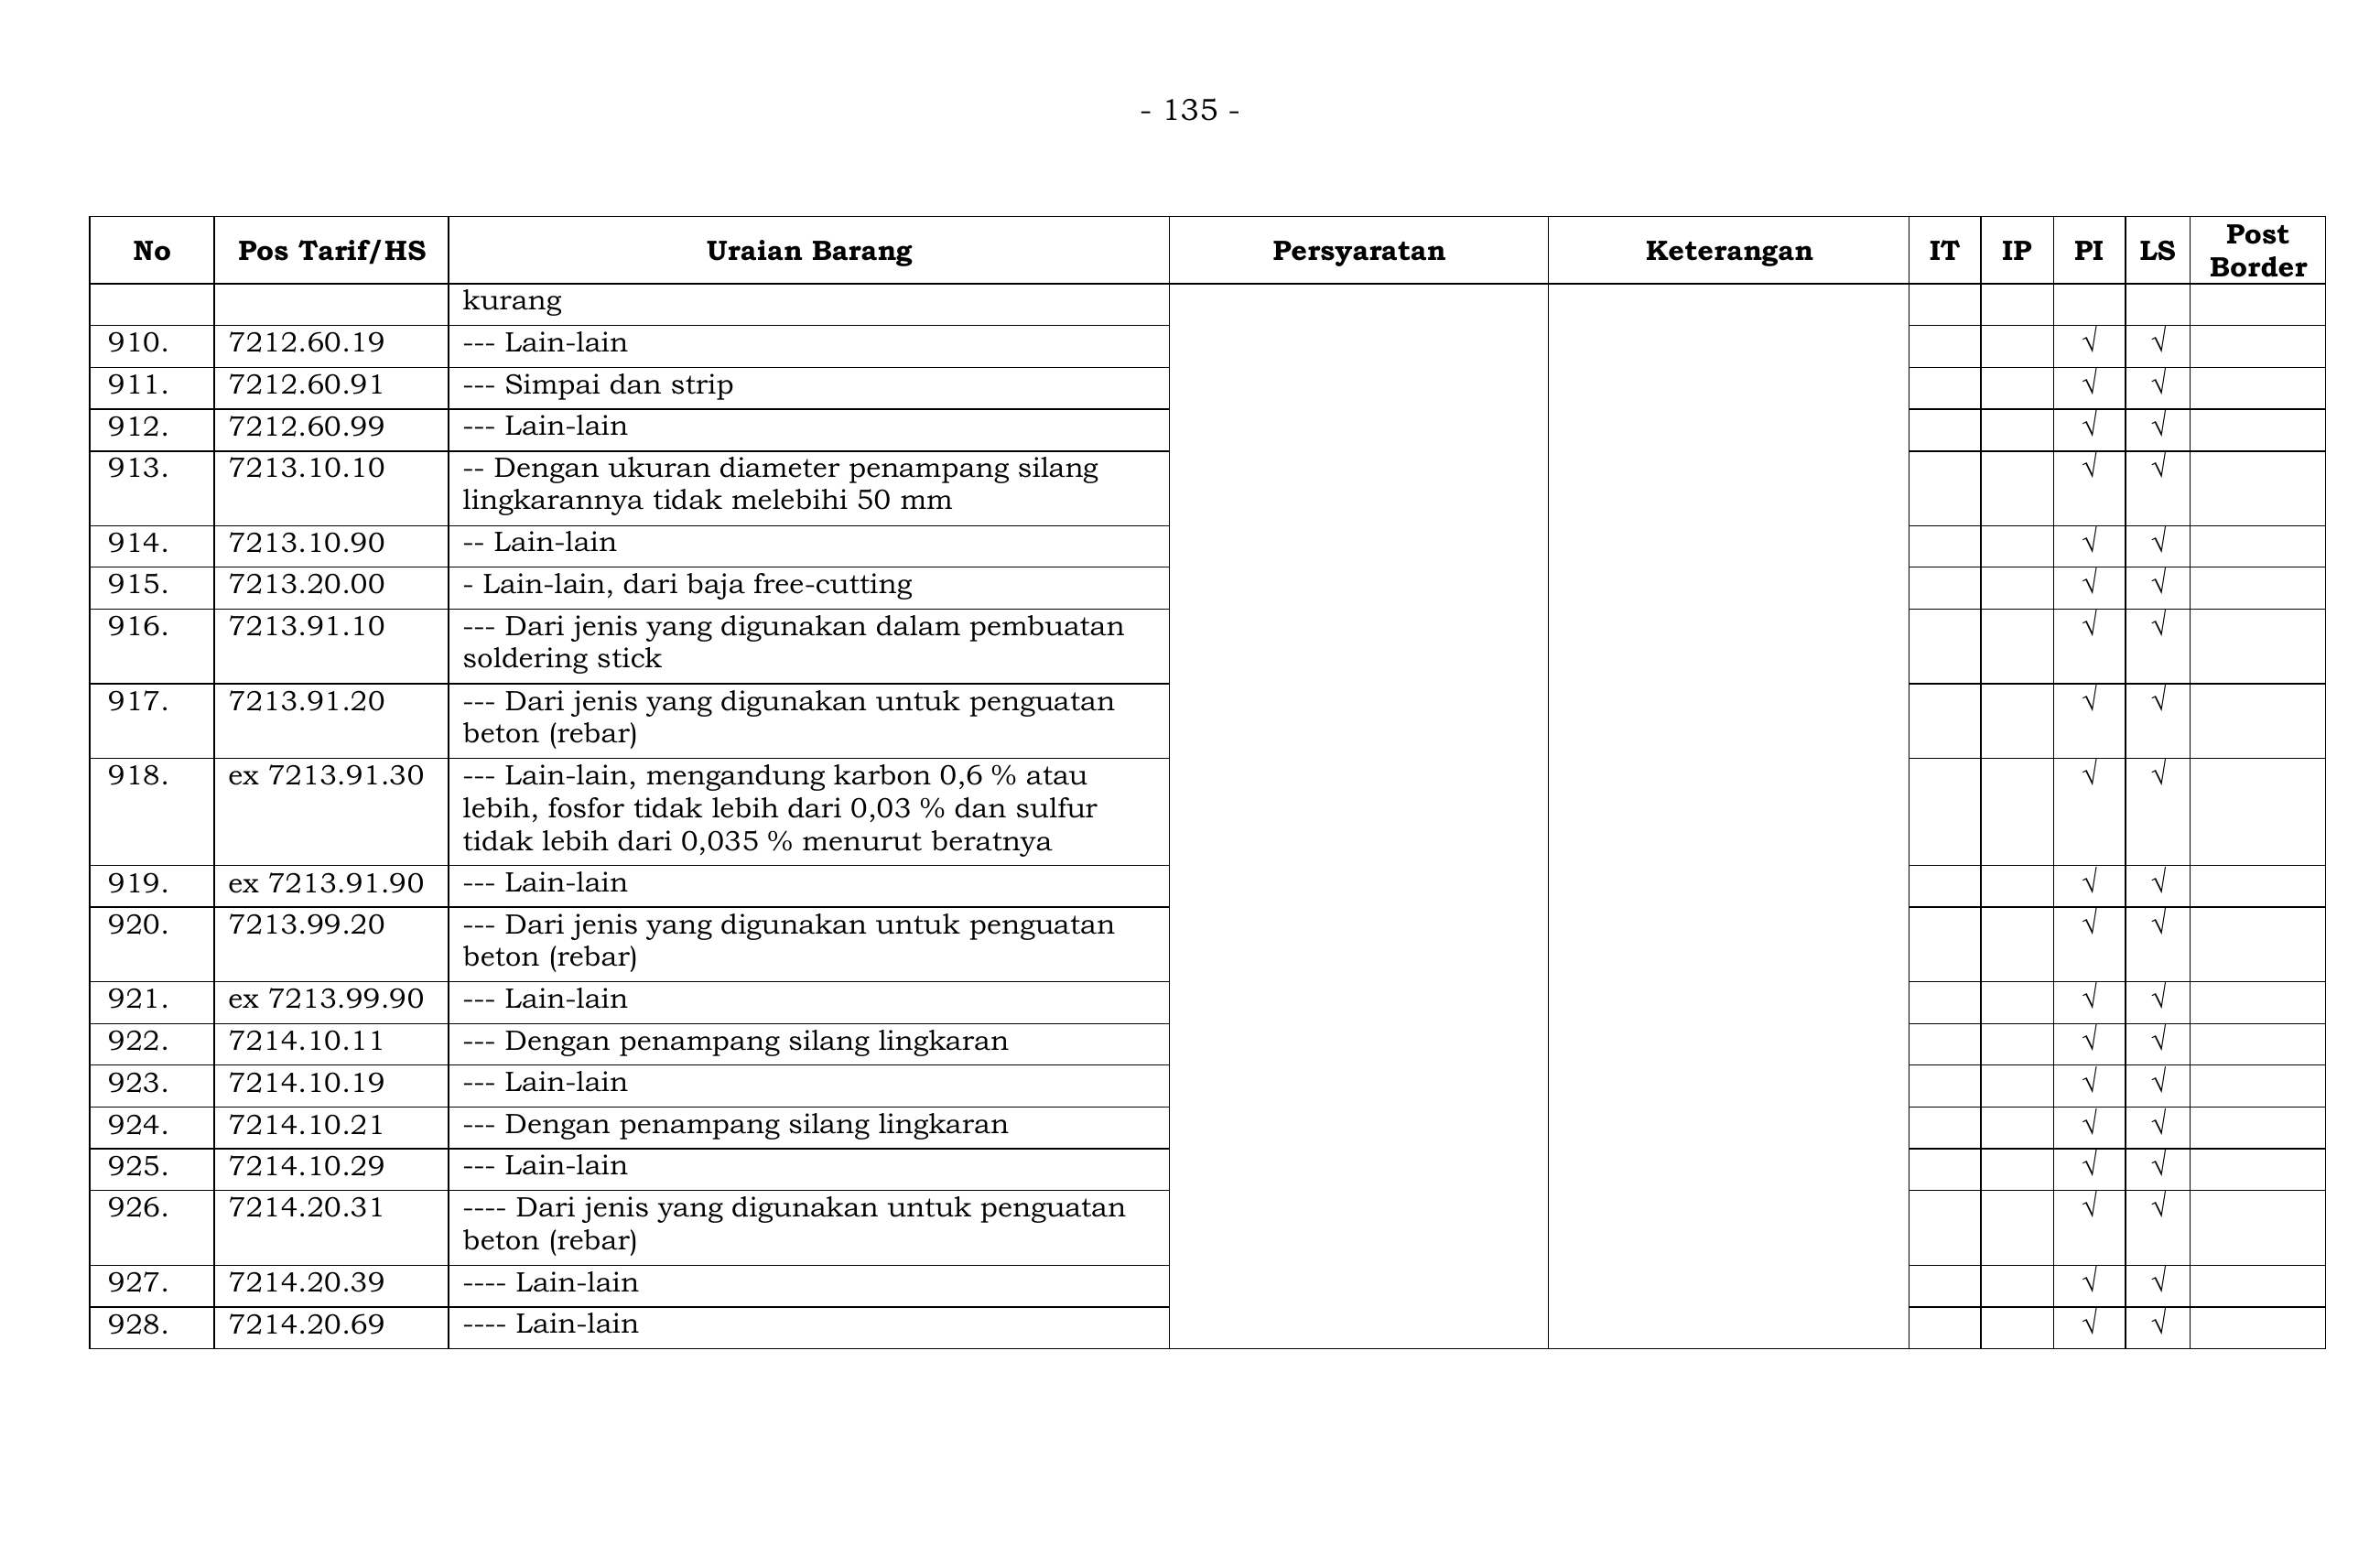 - 135 -
No Pos Tarif/HS Uraian Barang Persyaratan Keterangan IT IP PI LS Post Border
kurang
910. 7212.60.19 --- Lain-lain √ √
911. 7212.60.91 --- Simpai dan strip √ √
912. 7212.60.99 --- Lain-lain √ √
913. 7213.10.10 -- Dengan ukuran diameter penampang silang √ √
lingkarannya tidak melebihi 50 mm
914. 7213.10.90 -- Lain-lain √ √
915. 7213.20.00 - Lain-lain, dari baja free-cutting √ √
916. 7213.91.10 --- Dari jenis yang digunakan dalam pembuatan √ √
soldering stick
917. 7213.91.20 --- Dari jenis yang digunakan untuk penguatan √ √
beton (rebar)
918. ex 7213.91.30 --- Lain-lain, mengandung karbon 0,6 % atau √ √
lebih, fosfor tidak lebih dari 0,03 % dan sulfur
tidak lebih dari 0,035 % menurut beratnya
919. ex 7213.91.90 --- Lain-lain √ √
920. 7213.99.20 --- Dari jenis yang digunakan untuk penguatan √ √
beton (rebar)
921. ex 7213.99.90 --- Lain-lain √ √
922. 7214.10.11 --- Dengan penampang silang lingkaran √ √
923. 7214.10.19 --- Lain-lain √ √
924. 7214.10.21 --- Dengan penampang silang lingkaran √ √
925. 7214.10.29 --- Lain-lain √ √
926. 7214.20.31 ---- Dari jenis yang digunakan untuk penguatan √ √
beton (rebar)
927. 7214.20.39 ---- Lain-lain √ √
928. 7214.20.69 ---- Lain-lain √ √